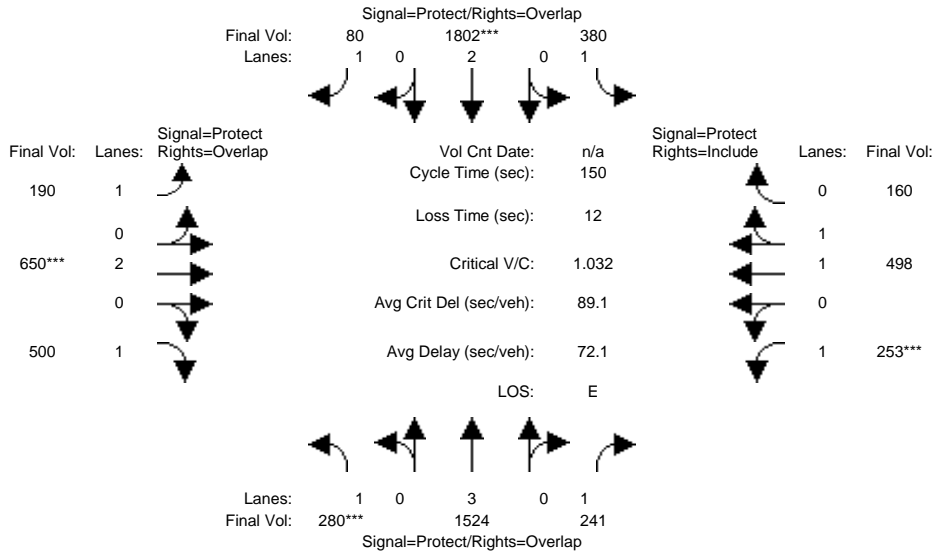 Signal=Protect/Rights=Overlap
Final Vol: 80 1802*** 380
Lanes: 1 0 2 0 1
Signal=Protect
Final Vol: Lanes: Rights=Overlap
Vol Cnt Date: n/a
Signal=Protect
Rights=Include Lanes: Final Vol:
Cycle Time (sec): 150
190 1 0 160
Loss Time (sec): 12
0 1
650*** 2 Critical V/C: 1.032 1 498
0 Avg Crit Del (sec/veh): 89.1 0
500 1 Avg Delay (sec/veh): 72.1 1 253***
LOS: E
Lanes: 1 0 3 0 1
Final Vol: 280*** 1524 241
Signal=Protect/Rights=Overlap